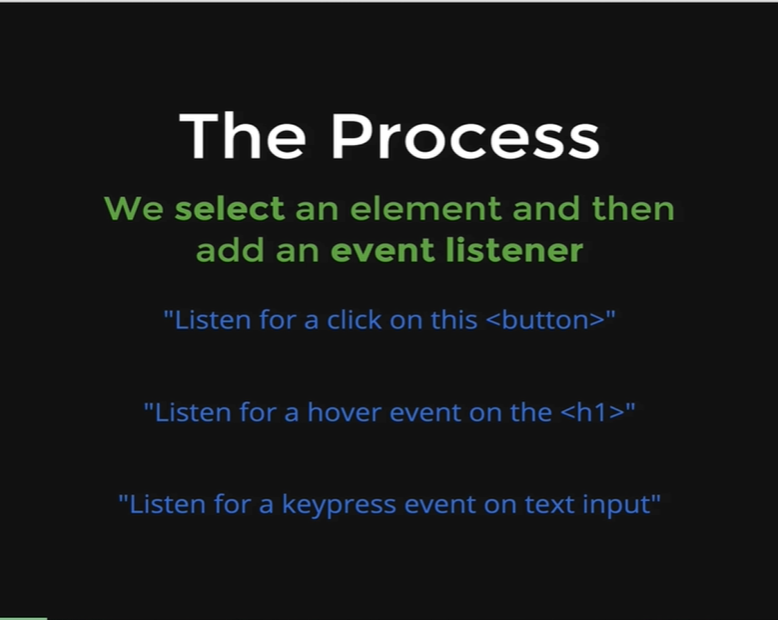 The Process
We select an element and then
add an event listener
"Listen for a click on this <button>"
"Listen for a hover event on the <h1>"
"Listen for a keypress event on text input"